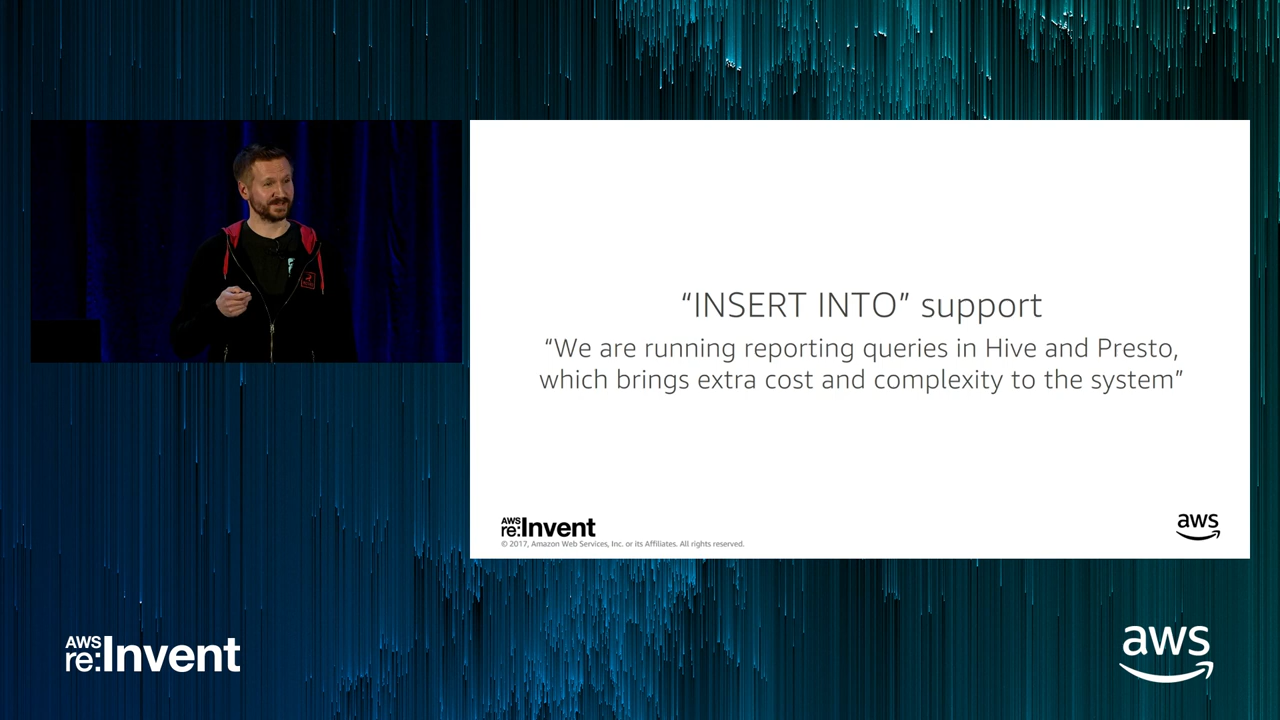 “INSERT INTO” support
“We are running reporting queries in Hive and Presto,
which brings extra cost and complexity to the system”
AWS
re:Invent
© 2017, Amazon Web Services, Inc. or its Affiliates. All rights reserved.
aws
AWS
re:Invent
aws